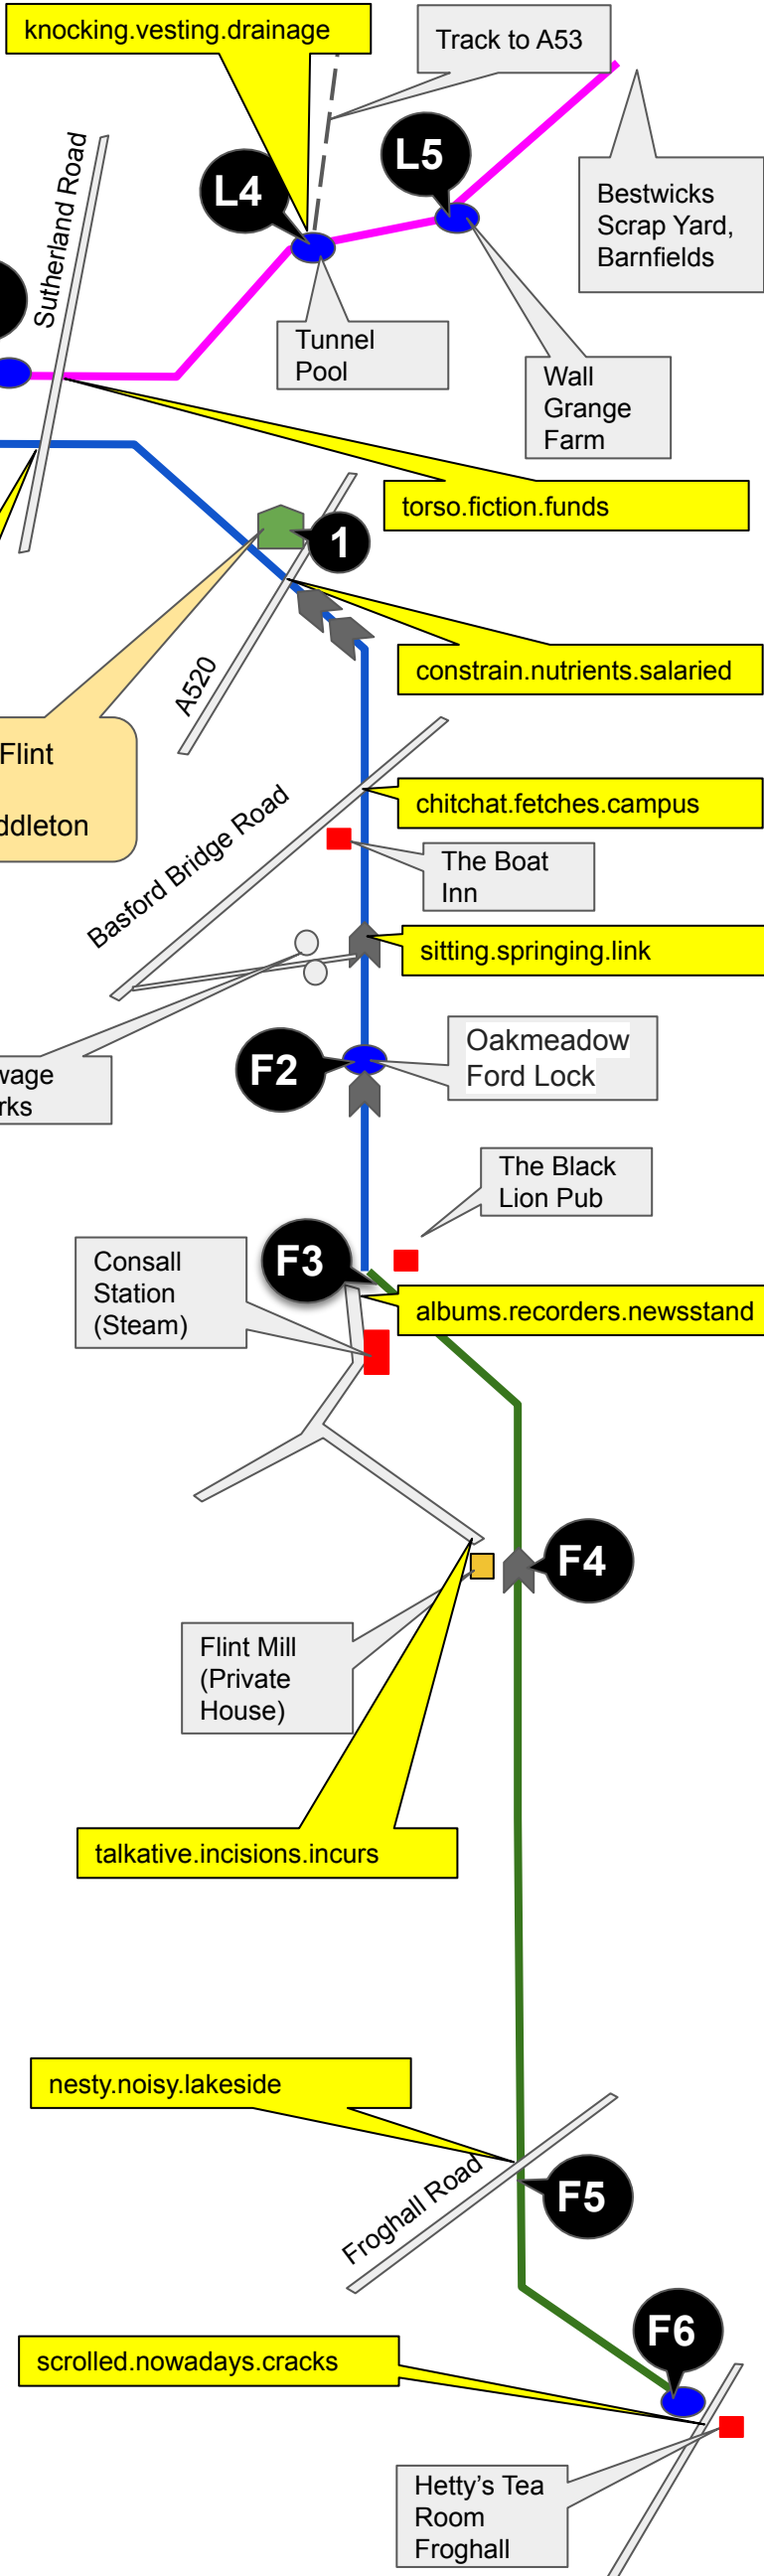 knocking.vesting.drainage
Track to A53
L5
L4
Sutherland Road
Bestwicks
Scrap Yard,
Barnfields
Tunnel
Pool
Wall
Grange
Farm
torso.fiction.funds
1
A520
constrain.nutrients.salaried
Flint
ddleton
chitchat.fetches.campus
Basford Bridge Road
The Boat
Inn
sitting.springing.link
Oakmeadow
Ford Lock
F2
wage
rks
The Black
Lion Pub
Consall
Station
(Steam)
F3
albums.recorders.newsstand
F4
Flint Mill
(Private
House)
talkative.incisions.incurs
nesty.noisy.lakeside
Froghall Road
F5
F6
scrolled.nowadays.cracks
Hetty's Tea
Room
Froghall